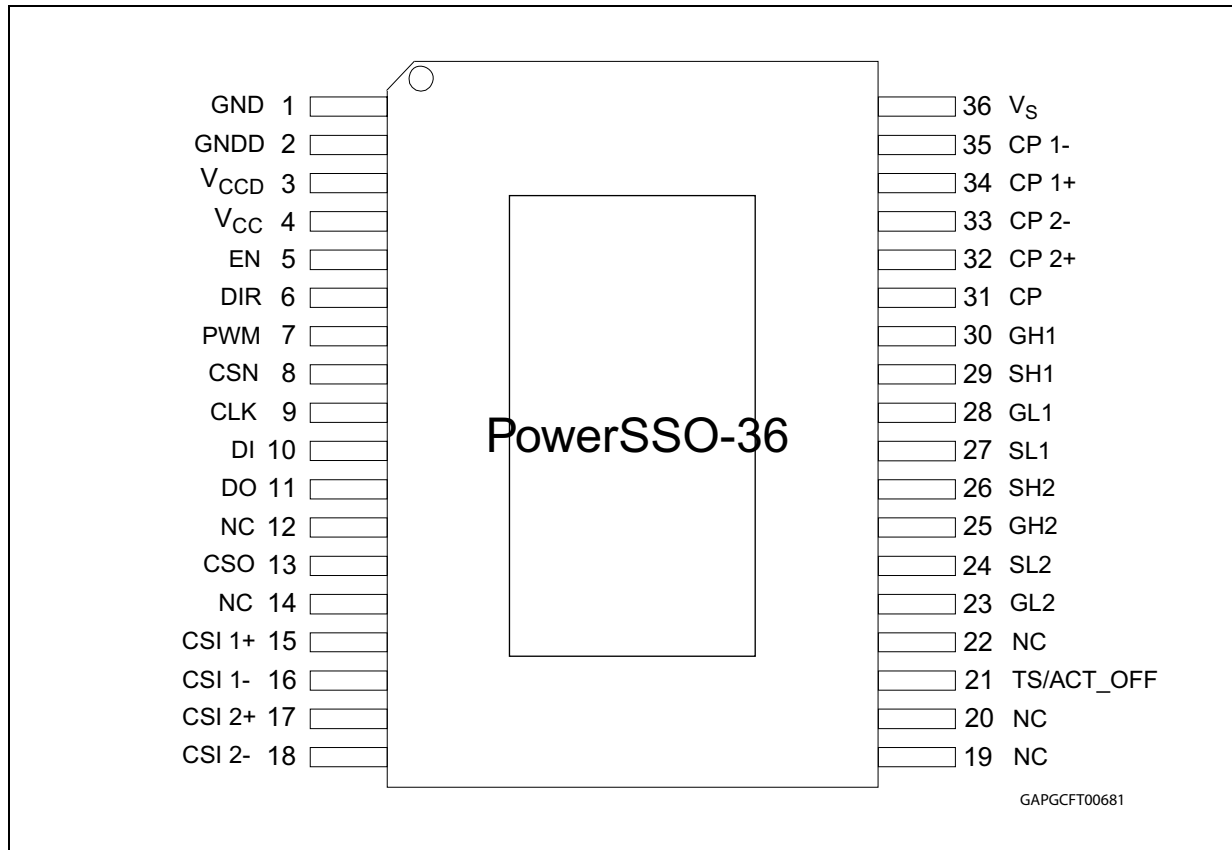 GND 1
GNDD 2
VCCD 3
VCC 4
EN 5
DIR 6
PWM 7
CSN 8
CLK 9
DI 10
DO 11
NC 12
CSO 13
NC 14
CSI 1+ 15
CSI 1- 16
CSI 2+ 17
CSI 2- 18
PowerSSO-36
36 VS
35 CP 1-
34 CP 1+
33 CP 2-
32 CP 2+
31 CP
30 GH1
29 SH1
28 GL1
27 SL1
26 SH2
25 GH2
24 SL2
23 GL2
22 NC
21 TS/ACT_OFF
20 NC
19 NC
GAPGCFT00681